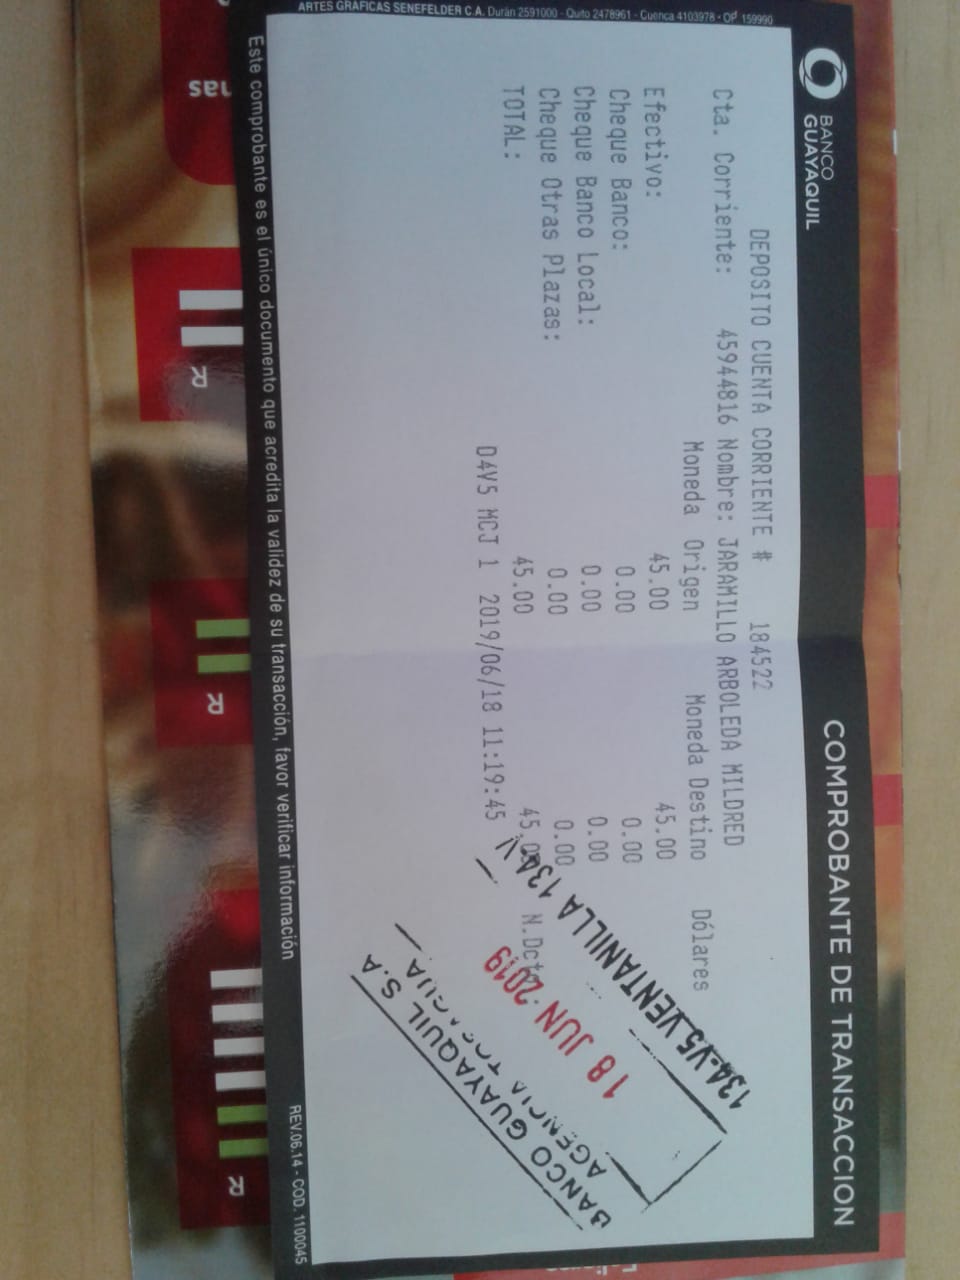 BANCO
GUAYAQUIL
COMPROBANTE DE TRANSACCION
DEPOSITO CUENTA CORRIENTE # 184522
Cta. Corriente: 45944816 Nombre: JARAMILLO ARBOLEDA MILDRED
Moneda Origen Moneda Destino Dólares
Efectivo: 45.00 45.00
Cheque Banco: 0.00 0.00
Cheque Banco Local: 0.00 0.00
Cheque Otras Plazas: 0.00 0.00
TOTAL: 45.00 45.00 N.Dcto.:
D4V5 MCJ 1 2019/06/18 11:19:45
134.V5.VENTANILLA 134.V
18 JUN 2019
BANCO GUAYAQUIL S.A
AGENCIA
Este comprobante es el único documento que acredita la validez de su transacción, favor verificar información
REV.06.14 - COD. 1100045
ARTES GRAFICAS SENEFELDER C.A. Durán 2591000 - Quito 2478961 - Cuenca 4103978 - OP. 159990
nas
R
R
R